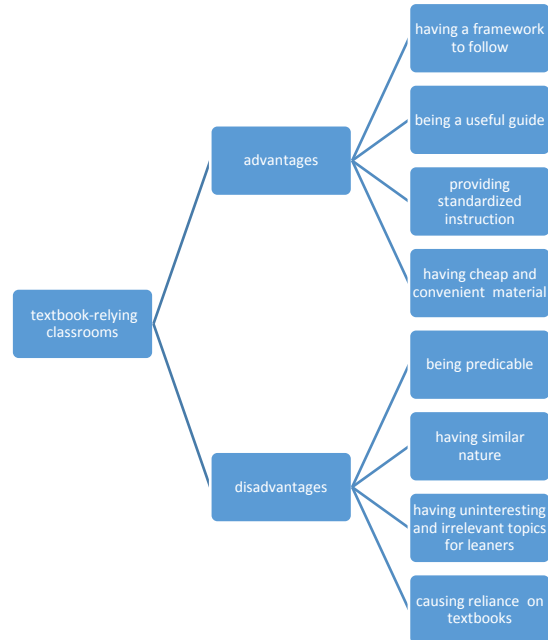 having a framework
to follow
being a useful guide
advantages
providing
standardized
instruction
having cheap and
convenient material
textbook-relying
classrooms
being predicable
having similar
nature
disadvantages
having uninteresting
and irrelevant topics
for leaners
causing reliance on
textbooks